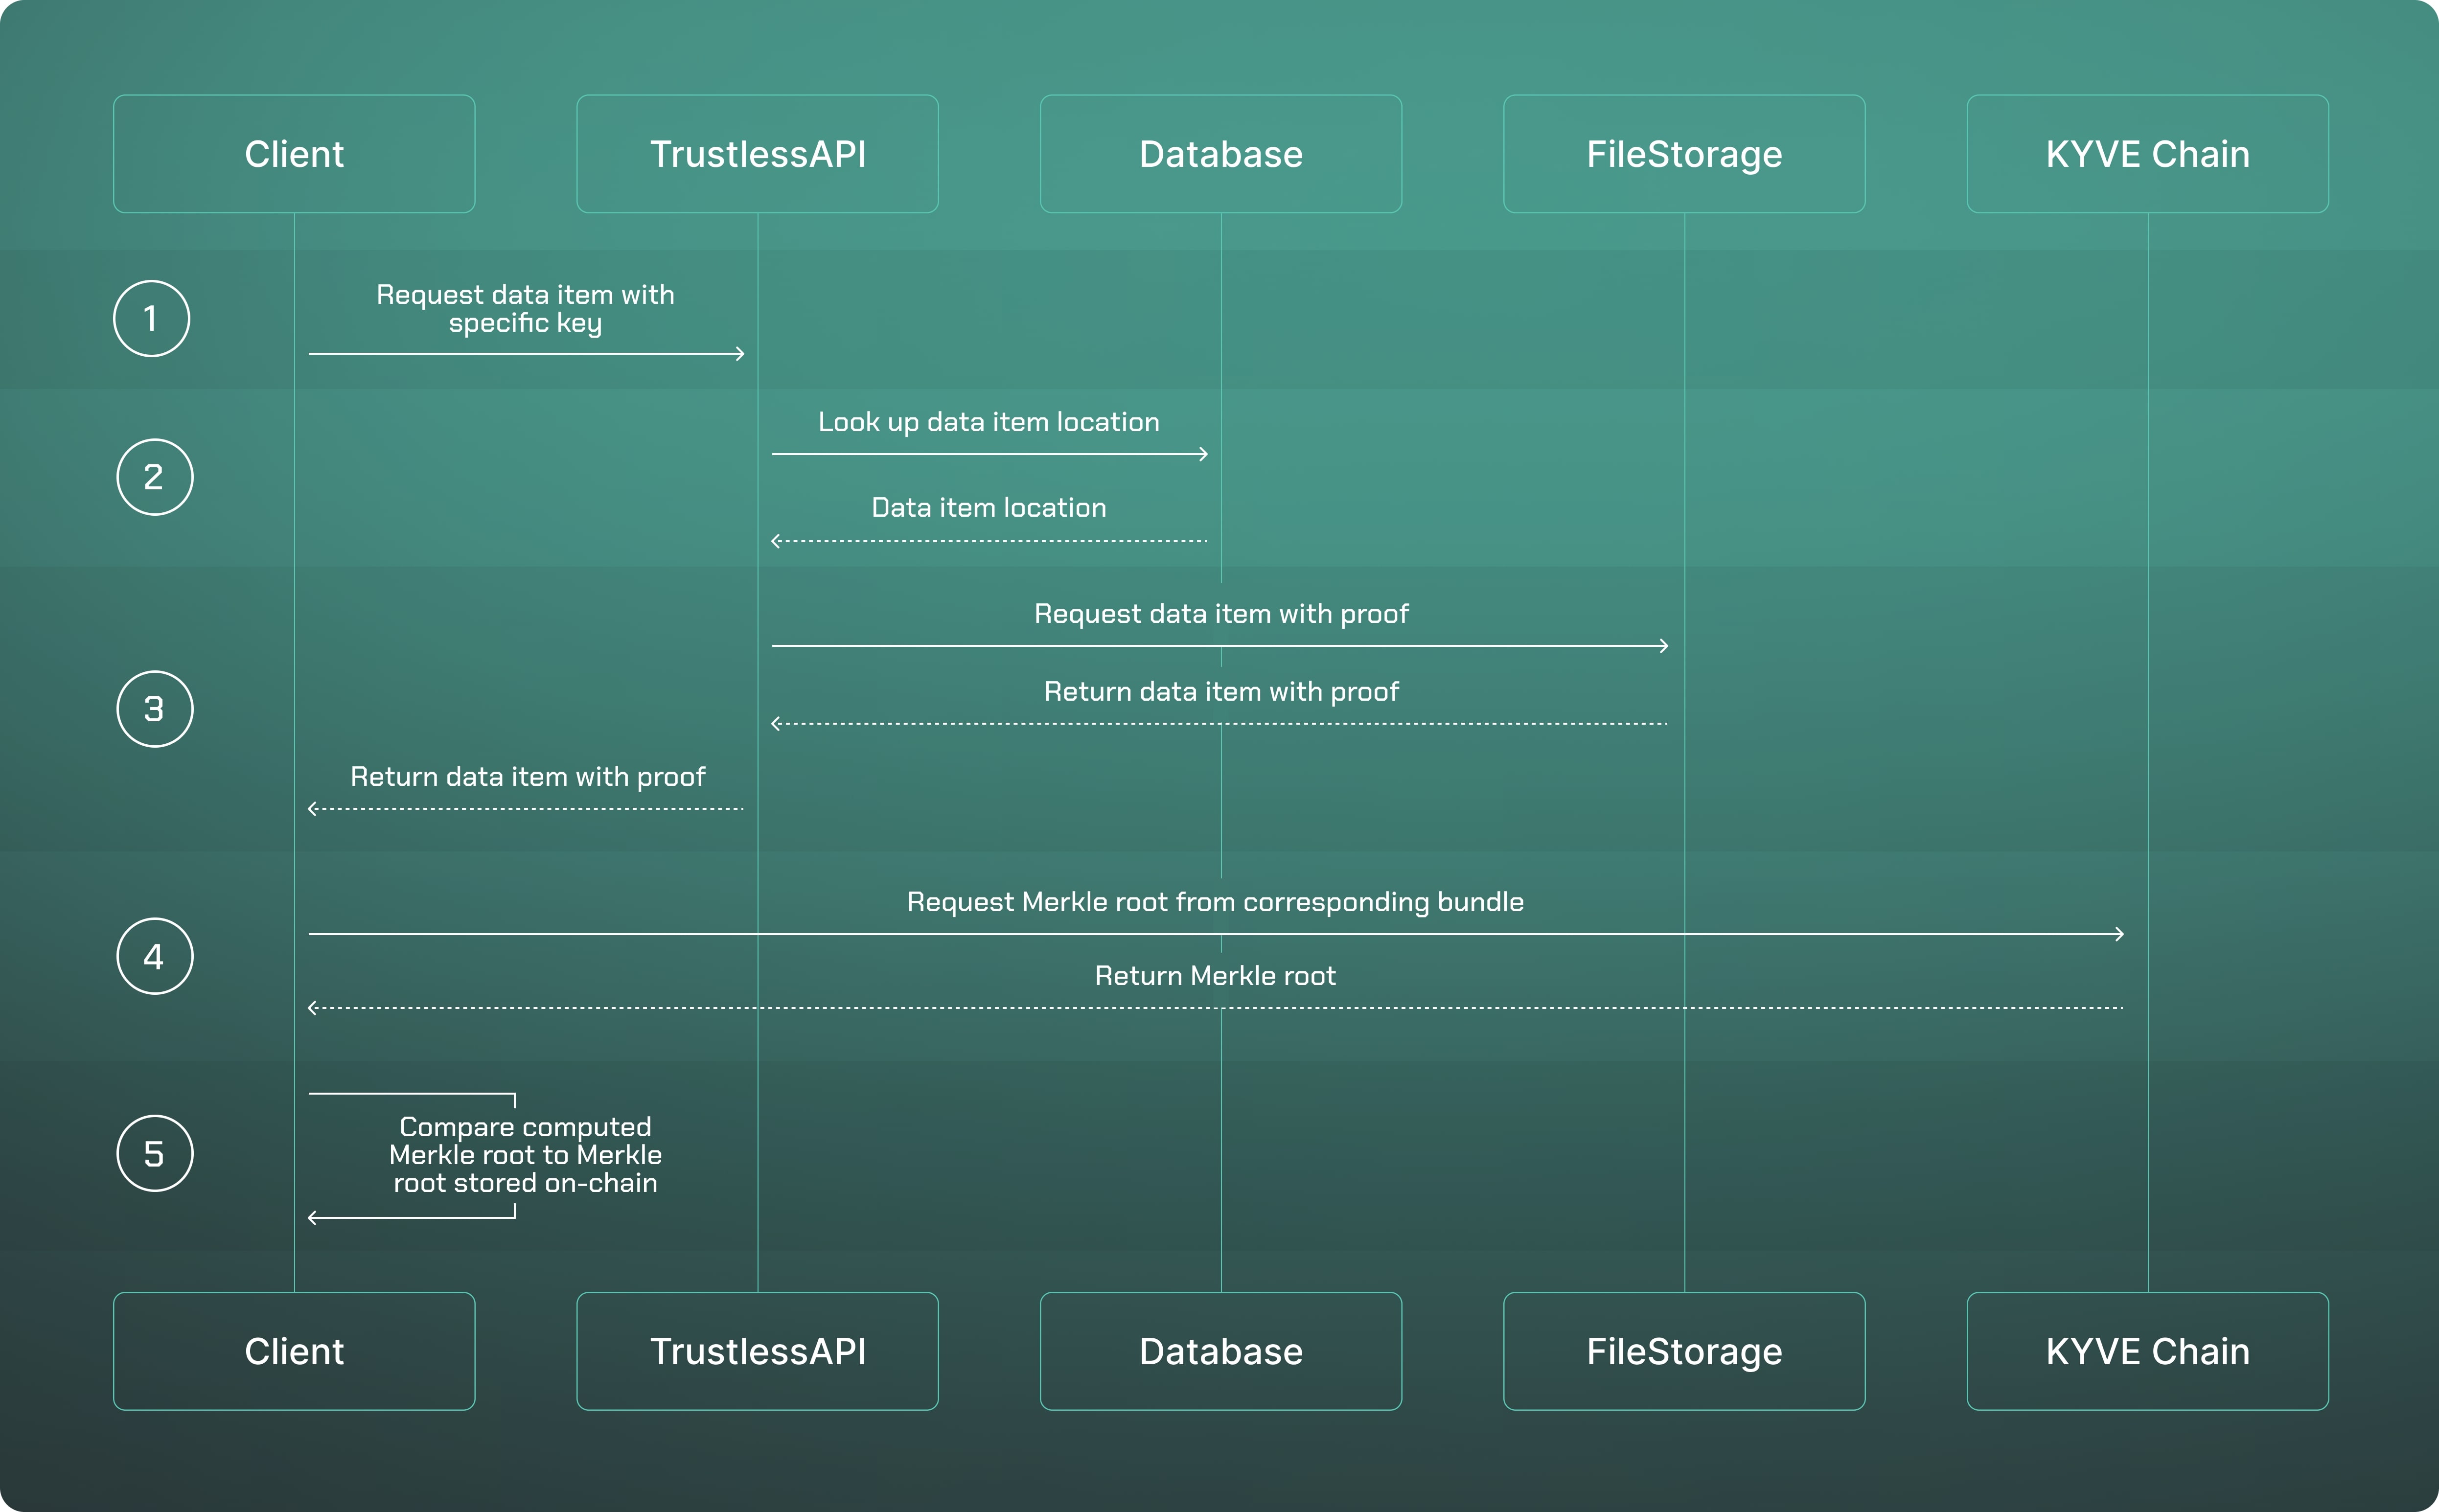 Client
TrustlessAPI
Database
FileStorage
KYVE Chain
1
Request data item with
specific key
2
Look up data item location
Data item location
3
Request data item with proof
Return data item with proof
Return data item with proof
4
Request Merkle root from corresponding bundle
Return Merkle root
5
Compare computed
Merkle root to Merkle
root stored on-chain
Client
TrustlessAPI
Database
FileStorage
KYVE Chain